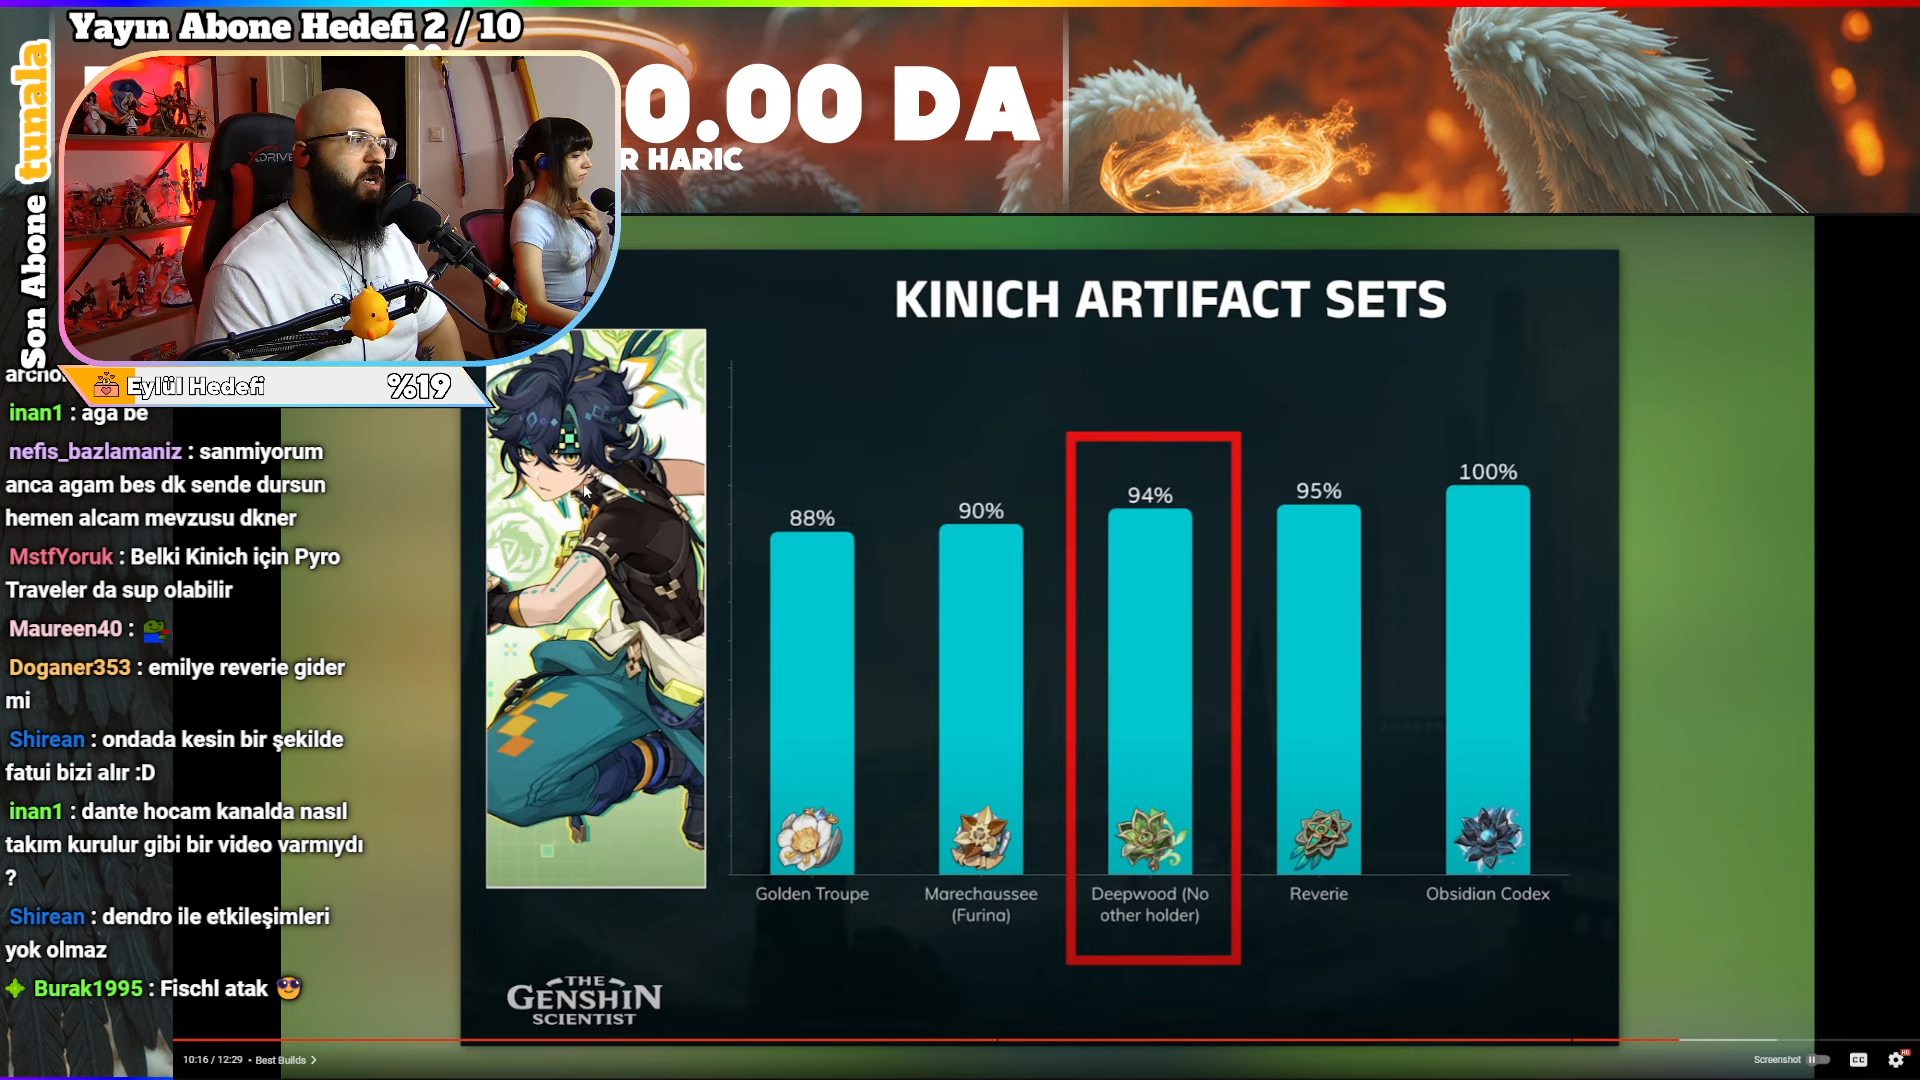 Yayın Abone Hedefi 2 / 10
Son Abone tunala
0.00 DA
R HARIC
XDRIVE
Eylül Hedefi %19
inan1 : aga be
nefis_bazlamaniz : sanmiyorum
anca agam bes dk sende dursun
hemen alcam mevzusu dkner
MstfYoruk : Belki Kinich için Pyro
Traveler da sup olabilir
Maureen40 :
Doganer353 : emilye reverie gider
mi
Shirean : ondada kesin bir şekilde
fatui bizi alır :D
inan1 : dante hocam kanalda nasıl
takım kurulur gibi bir video varmıydı
?
Shirean : dendro ile etkileşimleri
yok olmaz
Burak1995 : Fischl atak
KINICH ARTIFACT SETS
88%
90%
94%
95%
100%
Golden Troupe
Marechaussee
(Furina)
Deepwood (No
other holder)
Reverie
Obsidian Codex
THE
GENSHIN
SCIENTIST
10:16 / 12:29 • Best Builds
Screenshot
CC
HD